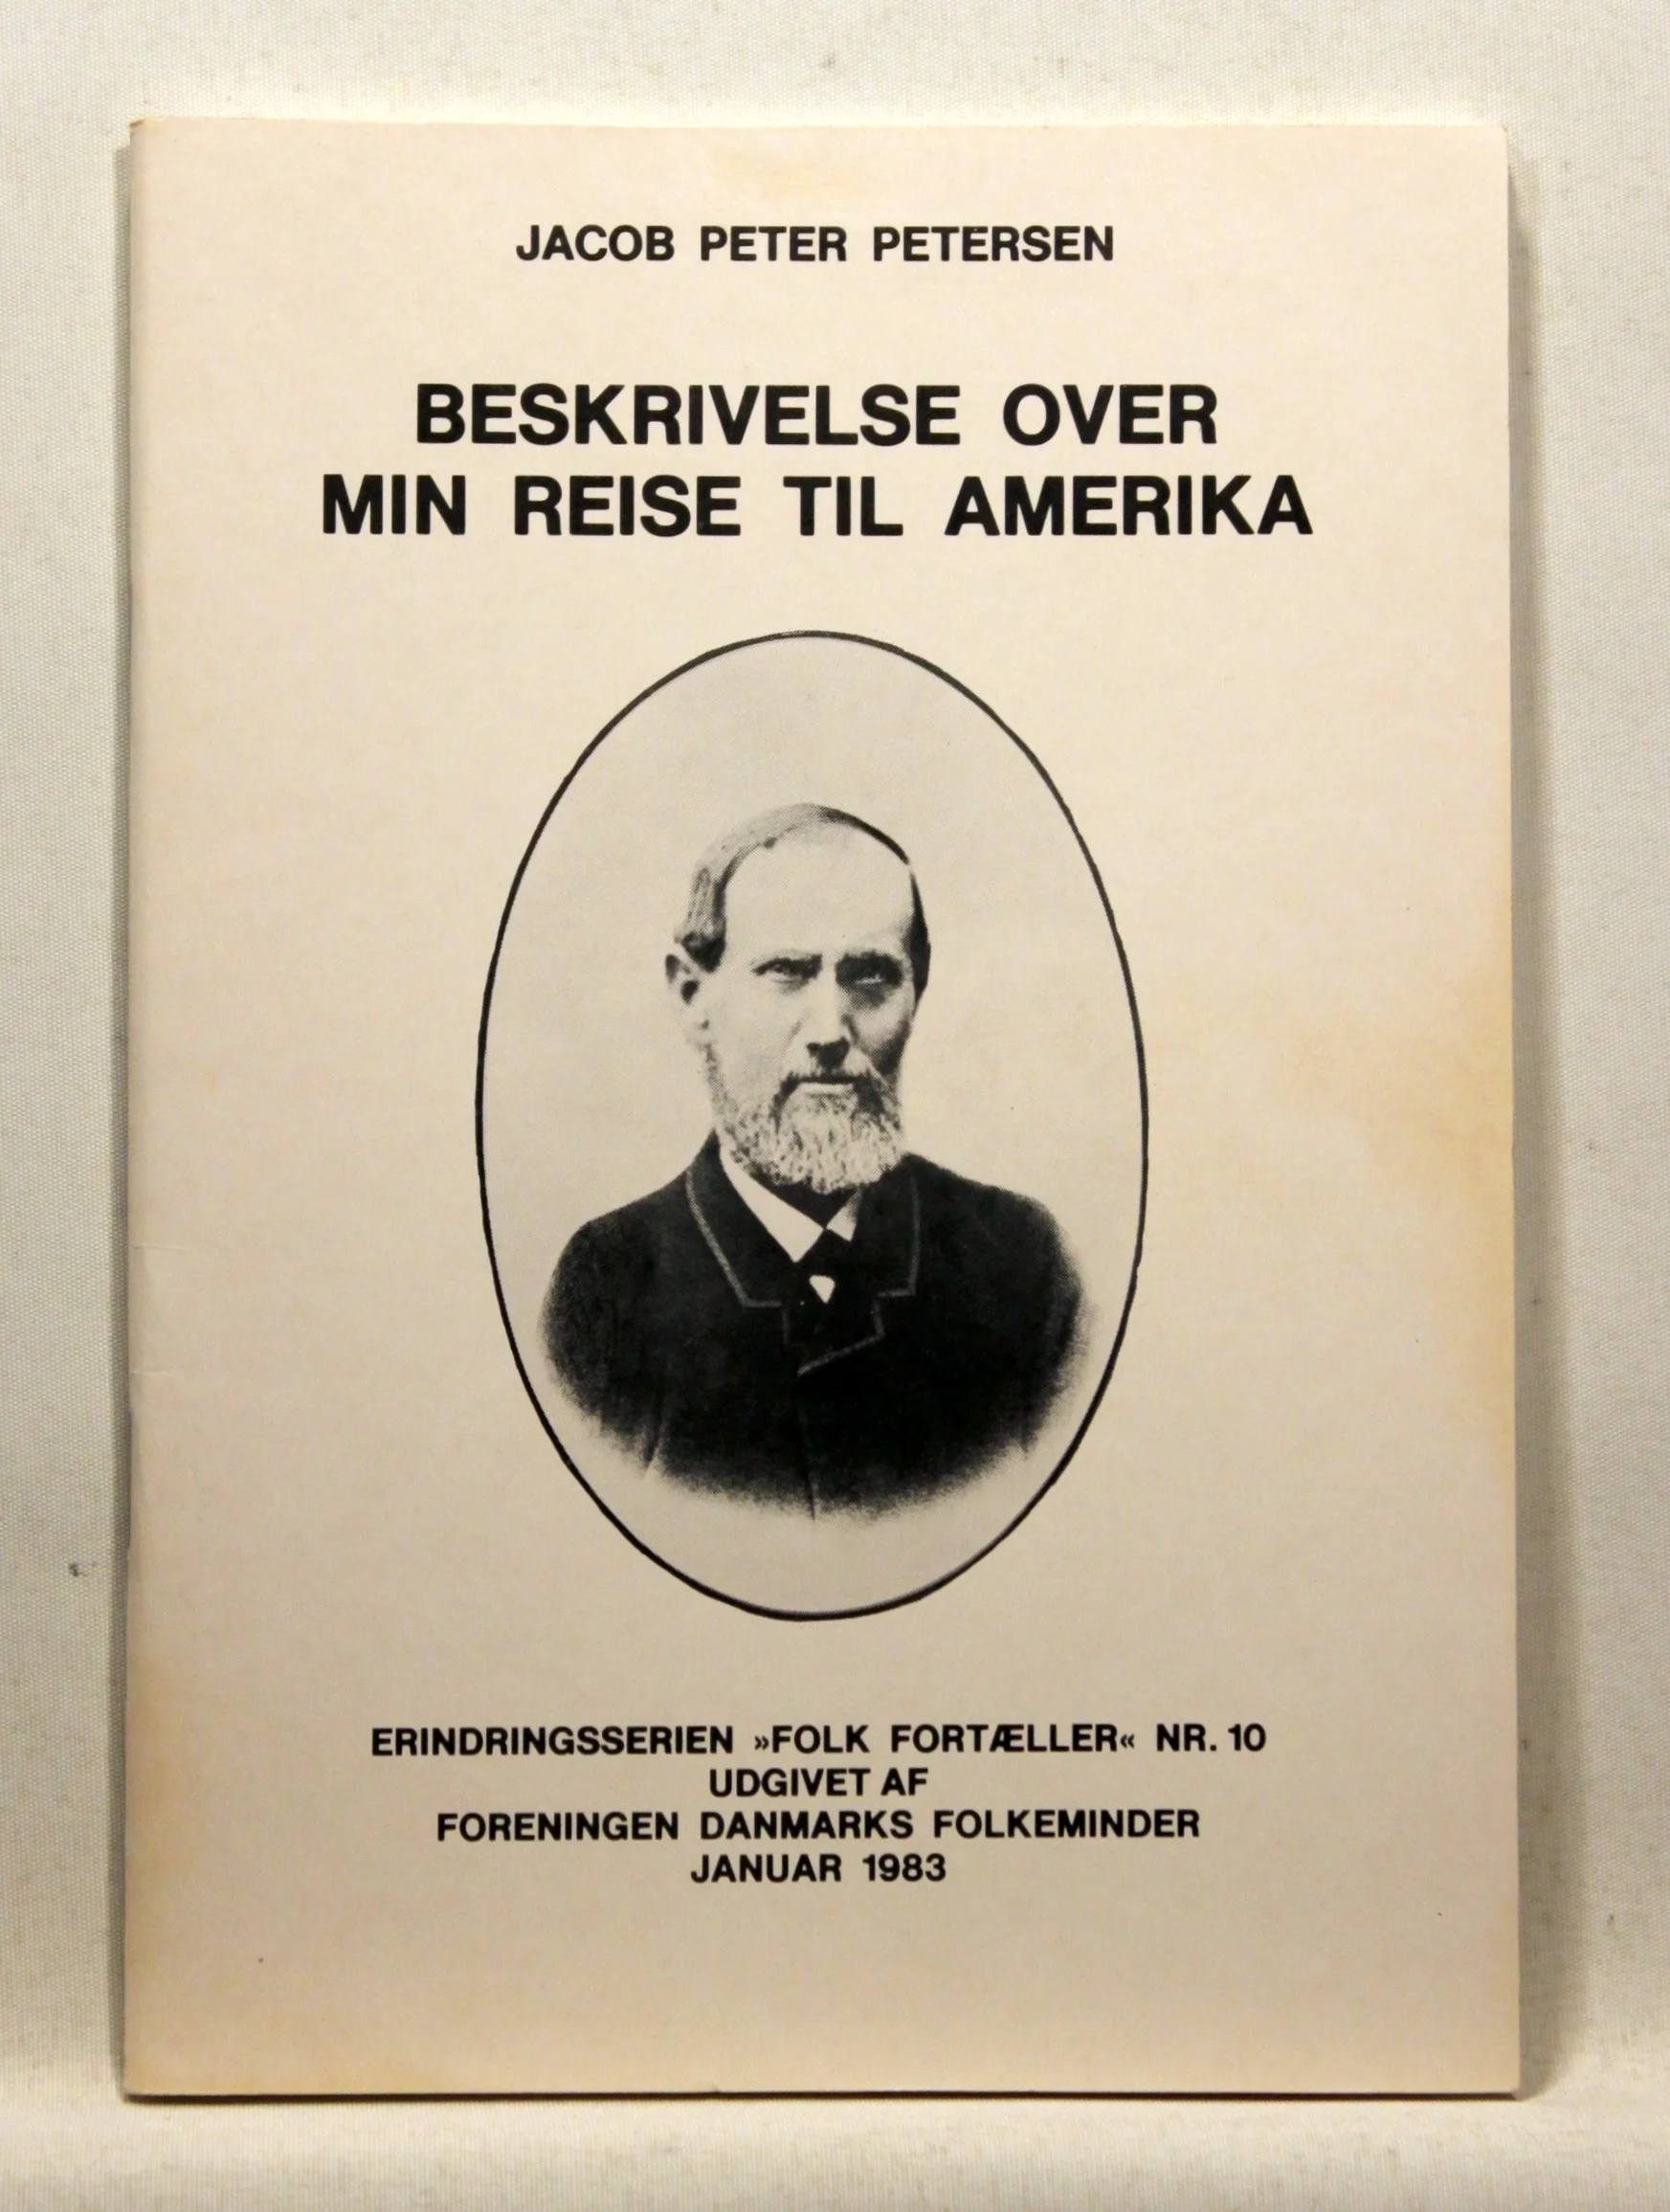 JACOB PETER PETERSEN
BESKRIVELSE OVER
MIN REISE TIL AMERIKA
ERINDRINGSSERIEN »FOLK FORTÆLLER« NR. 10
UDGIVET AF
FORENINGEN DANMARKS FOLKEMINDER
JANUAR 1983